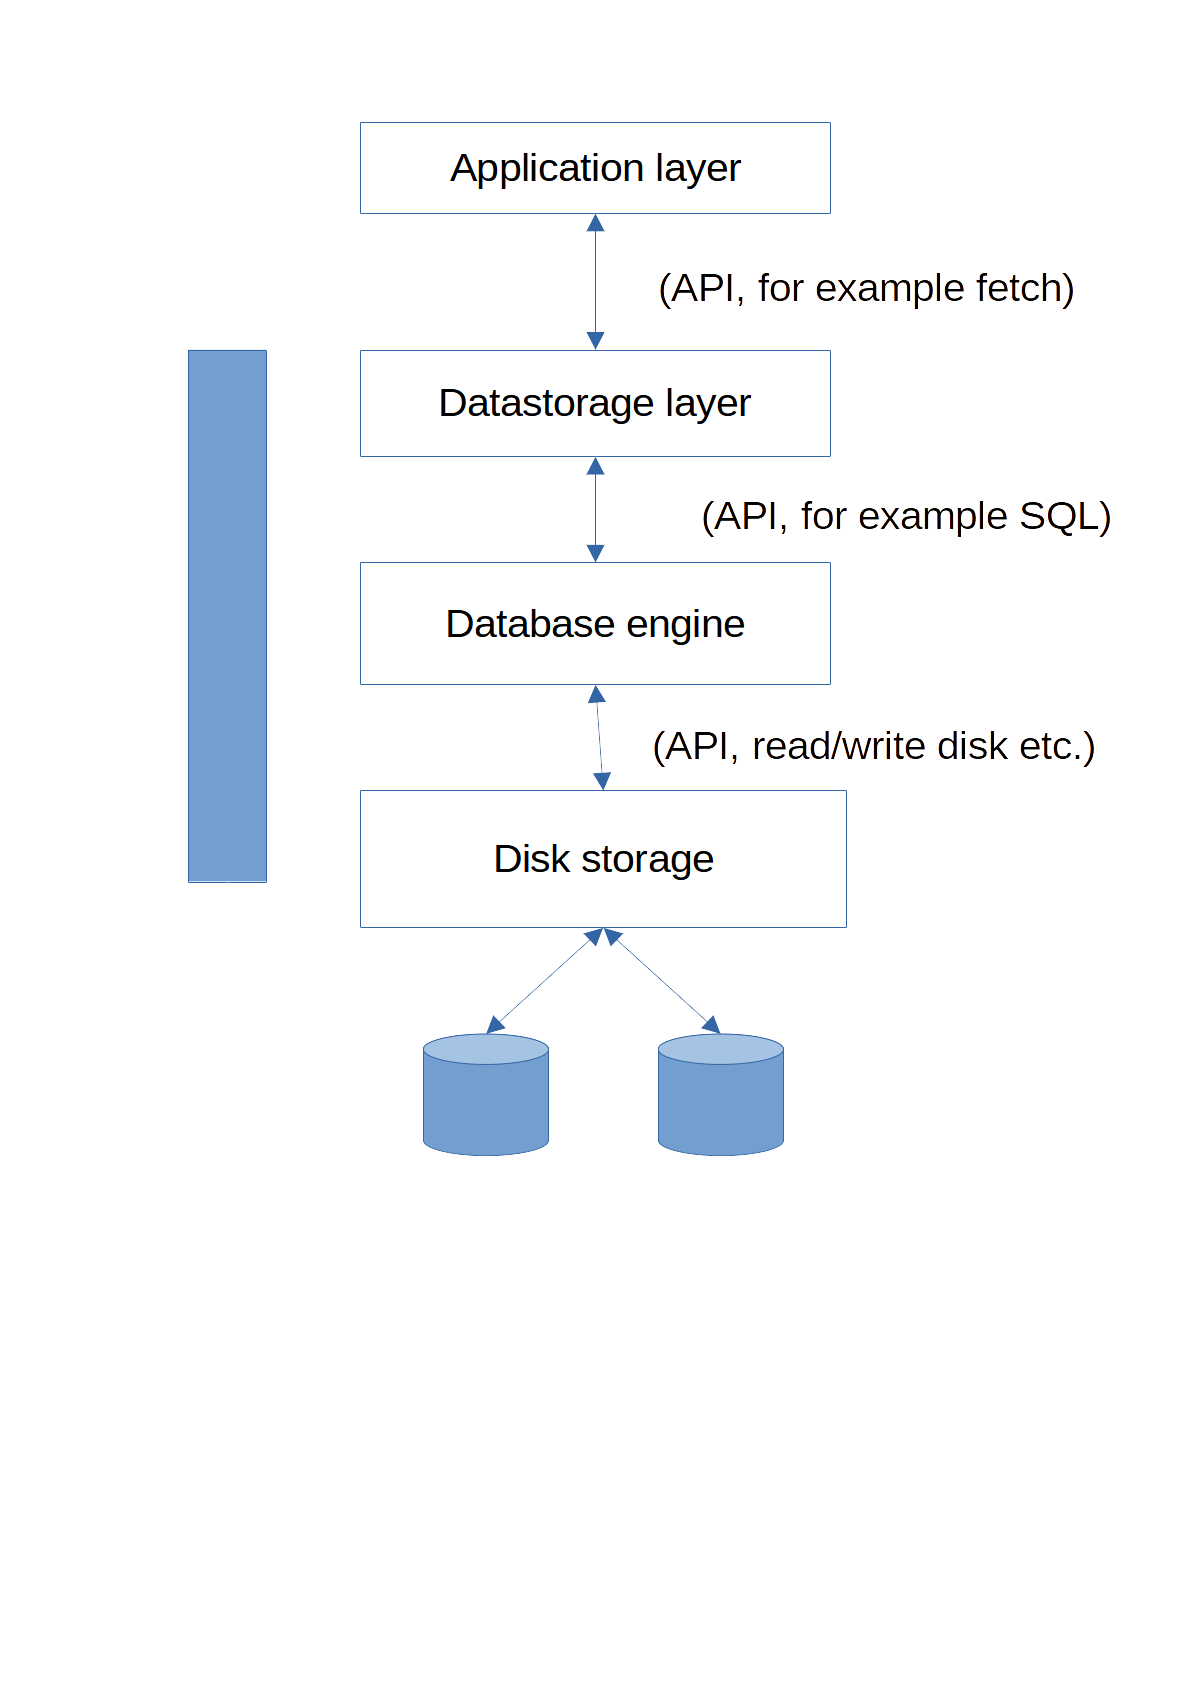 Application layer
(API, for example fetch)
Datastorage layer
(API, for example SQL)
Database engine
(API, read/write disk etc.)
Disk storage